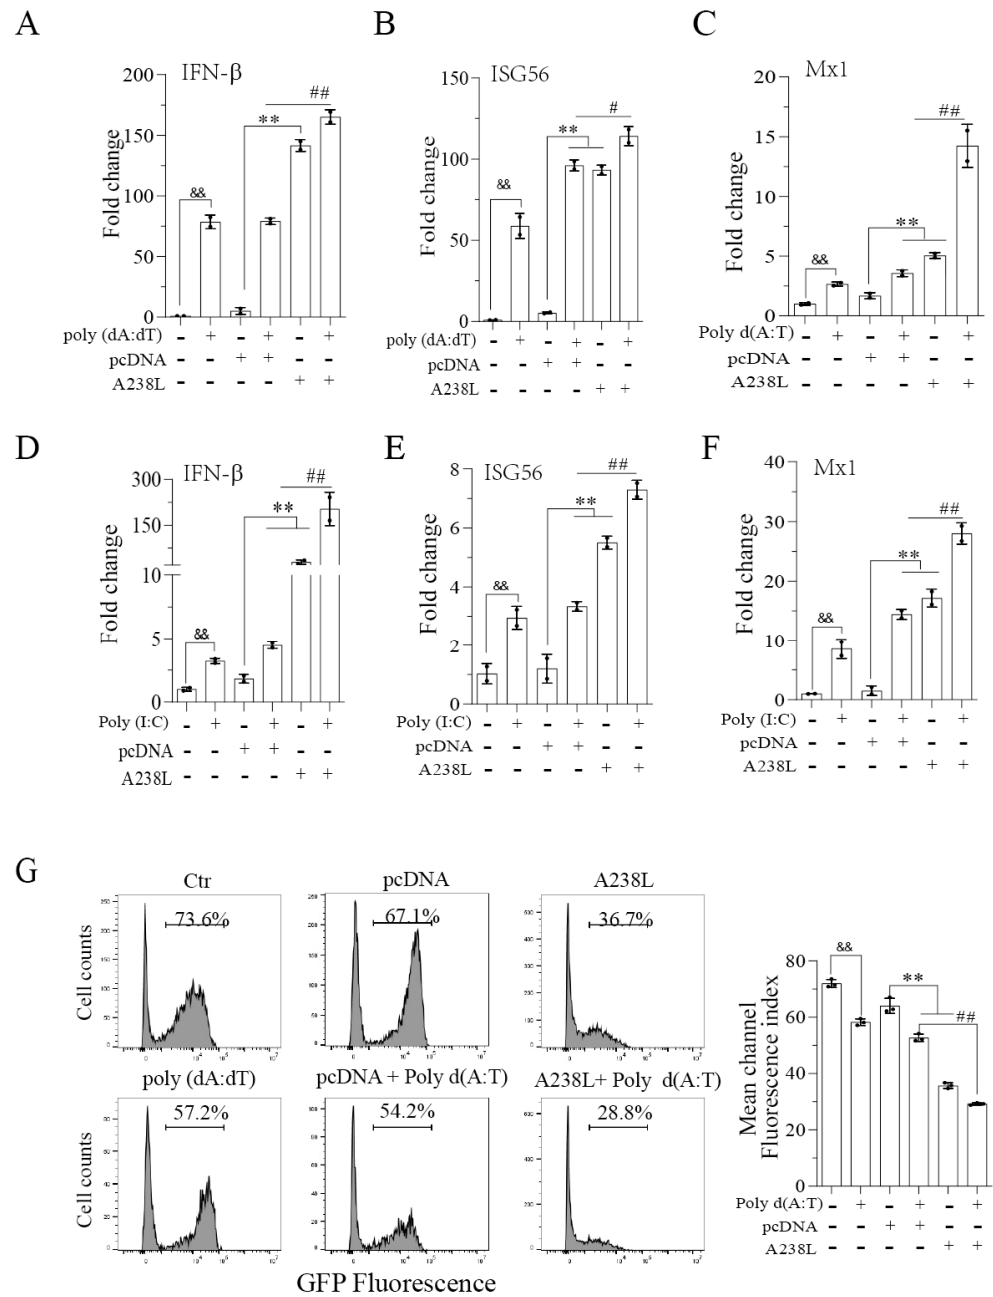 A
B
C
IFN-β
ISG56
Mx1
Fold change
200
150
100
50
0
&&
**
##
poly (dA:dT) - + - + - +
pcDNA - - + + - -
A238L - - - - + +
Fold change
150
100
50
0
&&
**
#
poly (dA:dT) - + - + - +
pcDNA - - + + - -
A238L - - - - + +
Fold change
20
15
10
5
0
&&
**
##
Poly d(A:T) - + - + - +
pcDNA - - + + - -
A238L - - - - + +
D
E
F
IFN-β
ISG56
Mx1
Fold change
300
150
10
5
0
&&
**
##
Poly (I:C) - + - + - +
pcDNA - - + + - -
A238L - - - - + +
Fold change
8
6
4
2
0
&&
**
##
Poly (I:C) - + - + - +
pcDNA - - + + - -
A238L - - - - + +
Fold change
40
30
20
10
0
&&
**
##
Poly (I:C) - + - + - +
pcDNA - - + + - -
A238L - - - - + +
G
Ctr
pcDNA
A238L
73.6%
67.1%
36.7%
Cell counts
poly (dA:dT)
pcDNA + Poly d(A:T)
A238L+ Poly d(A:T)
57.2%
54.2%
28.8%
Cell counts
GFP Fluorescence
Mean channel
Fluorescence index
80
60
40
20
0
&&
**
##
Poly d(A:T) - + - + - +
pcDNA - - + + - -
A238L - - - - + +